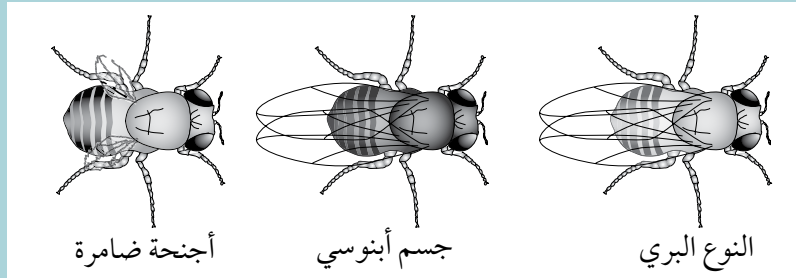 النوع البري
جسم أبنوسي
أجنحة ضامرة